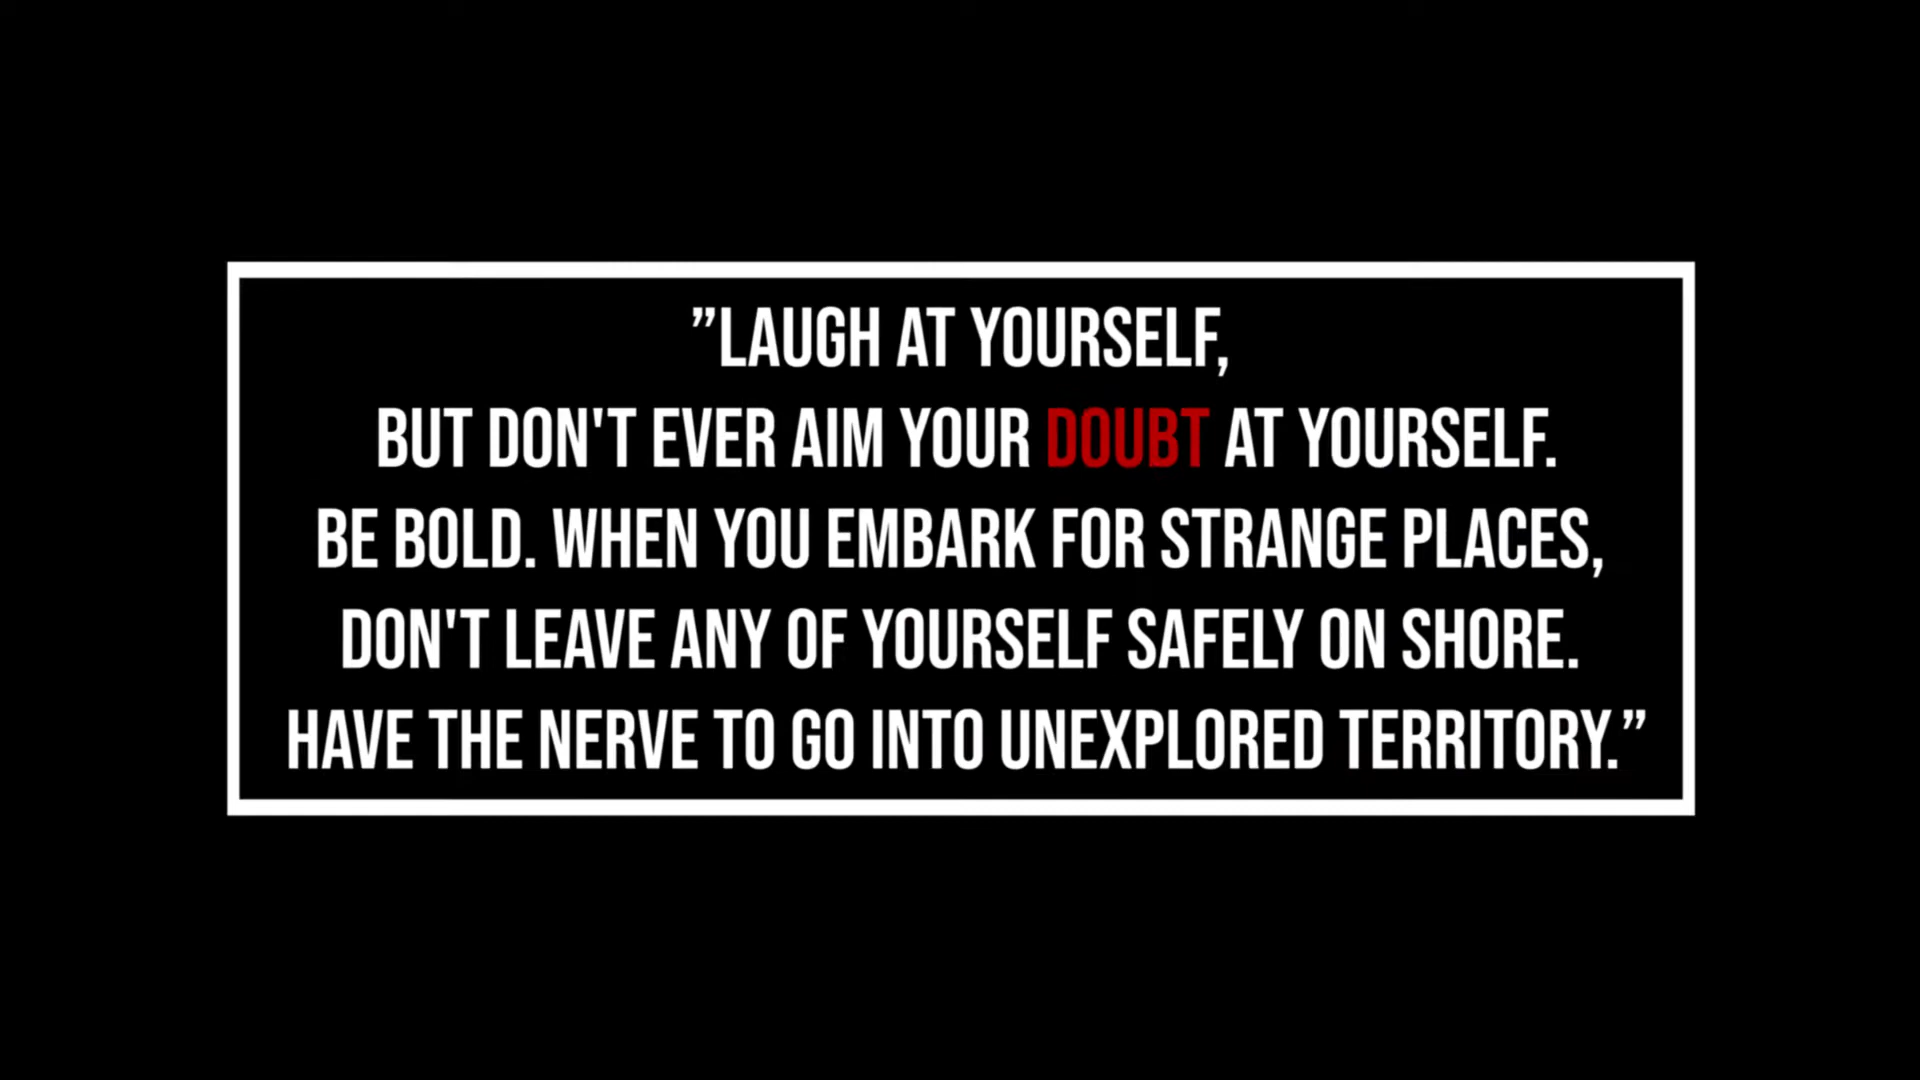 ”LAUGH AT YOURSELF,
BUT DON'T EVER AIM YOUR DOUBT AT YOURSELF.
BE BOLD. WHEN YOU EMBARK FOR STRANGE PLACES,
DON'T LEAVE ANY OF YOURSELF SAFELY ON SHORE.
HAVE THE NERVE TO GO INTO UNEXPLORED TERRITORY.”